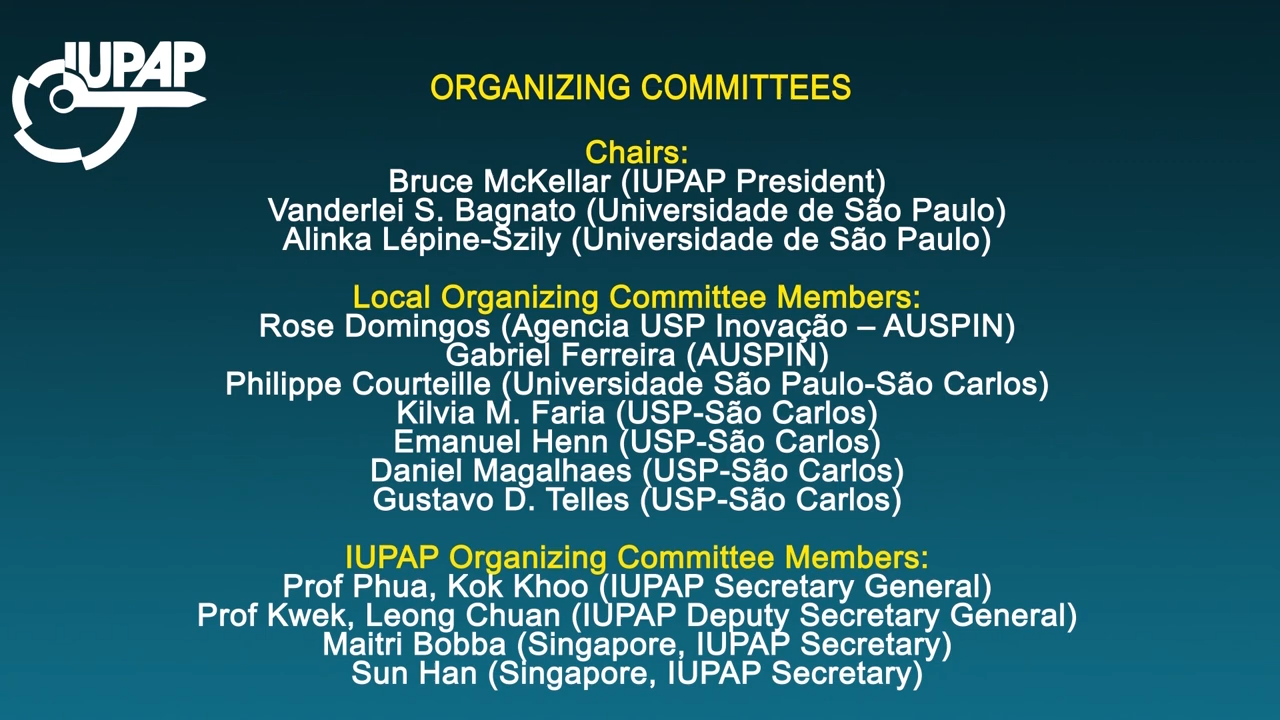 IUPAP
ORGANIZING COMMITTEES
Chairs:
Bruce McKellar (IUPAP President)
Vanderlei S. Bagnato (Universidade de São Paulo)
Alinka Lépine-Szily (Universidade de São Paulo)
Local Organizing Committee Members:
Rose Domingos (Agencia USP Inovação – AUSPIN)
Gabriel Ferreira (AUSPIN)
Philippe Courteille (Universidade São Paulo-São Carlos)
Kilvia M. Faria (USP-São Carlos)
Emanuel Henn (USP-São Carlos)
Daniel Magalhaes (USP-São Carlos)
Gustavo D. Telles (USP-São Carlos)
IUPAP Organizing Committee Members:
Prof Phua, Kok Khoo (IUPAP Secretary General)
Prof Kwek, Leong Chuan (IUPAP Deputy Secretary General)
Maitri Bobba (Singapore, IUPAP Secretary)
Sun Han (Singapore, IUPAP Secretary)